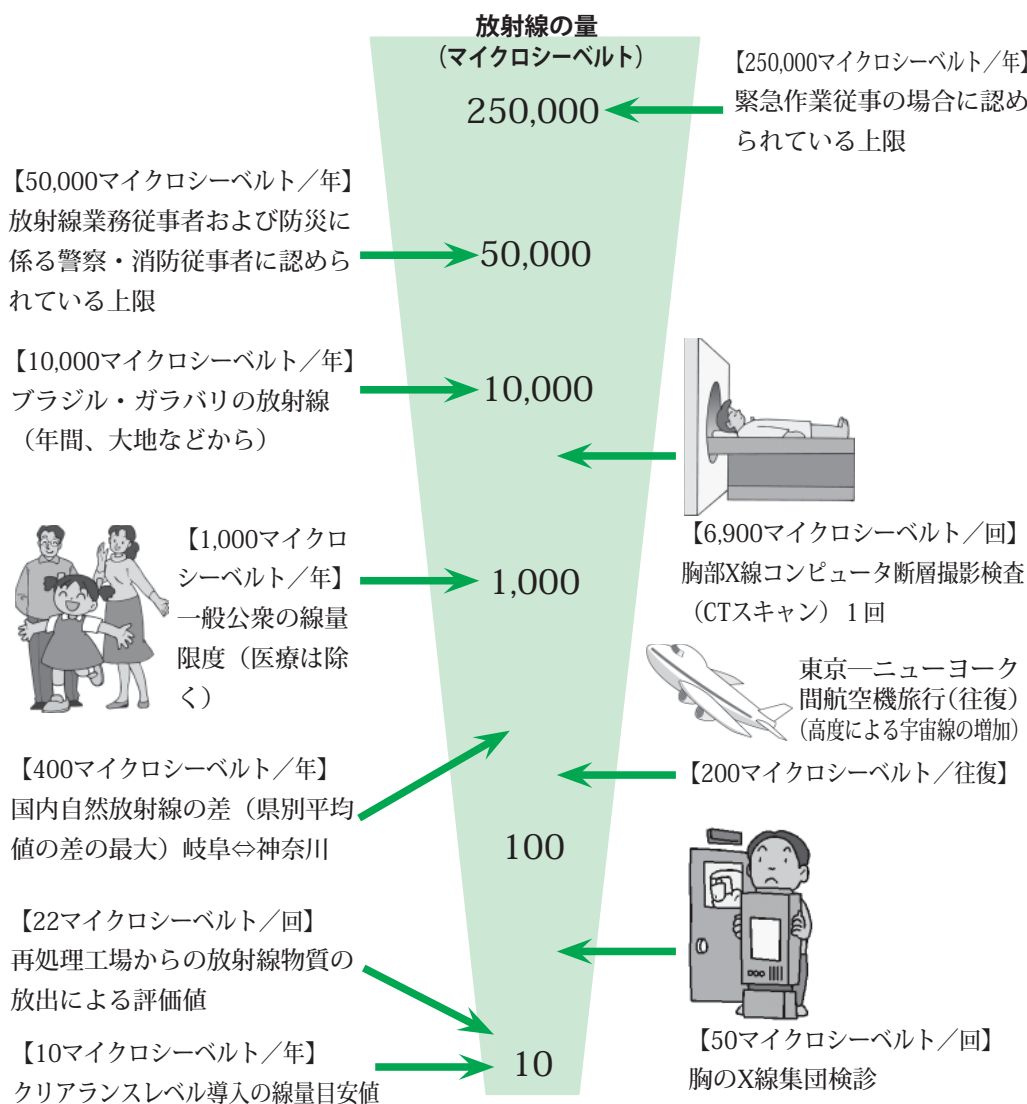 放射線の量
（マイクロシーベルト）
250,000
【250,000マイクロシーベルト／年】
緊急作業従事の場合に認め
られている上限
【50,000マイクロシーベルト／年】
放射線業務従事者および防災に
係る警察・消防従事者に認めら
れている上限
50,000
【10,000マイクロシーベルト／年】
ブラジル・ガラバリの放射線
（年間、大地などから）
10,000
【6,900マイクロシーベルト／回】
胸部X線コンピュータ断層撮影検査
（CTスキャン）１回
【1,000マイクロ
シーベルト／年】
一般公衆の線量
限度（医療は除
く）
1,000
東京―ニューヨーク
間航空機旅行（往復）
（高度による宇宙線の増加）
【200マイクロシーベルト／往復】
【400マイクロシーベルト／年】
国内自然放射線の差（県別平均
値の差の最大）岐阜⇔神奈川
100
【22マイクロシーベルト／回】
再処理工場からの放射線物質の
放出による評価値
【50マイクロシーベルト／回】
胸のX線集団検診
【10マイクロシーベルト／年】
クリアランスレベル導入の線量目安値
10